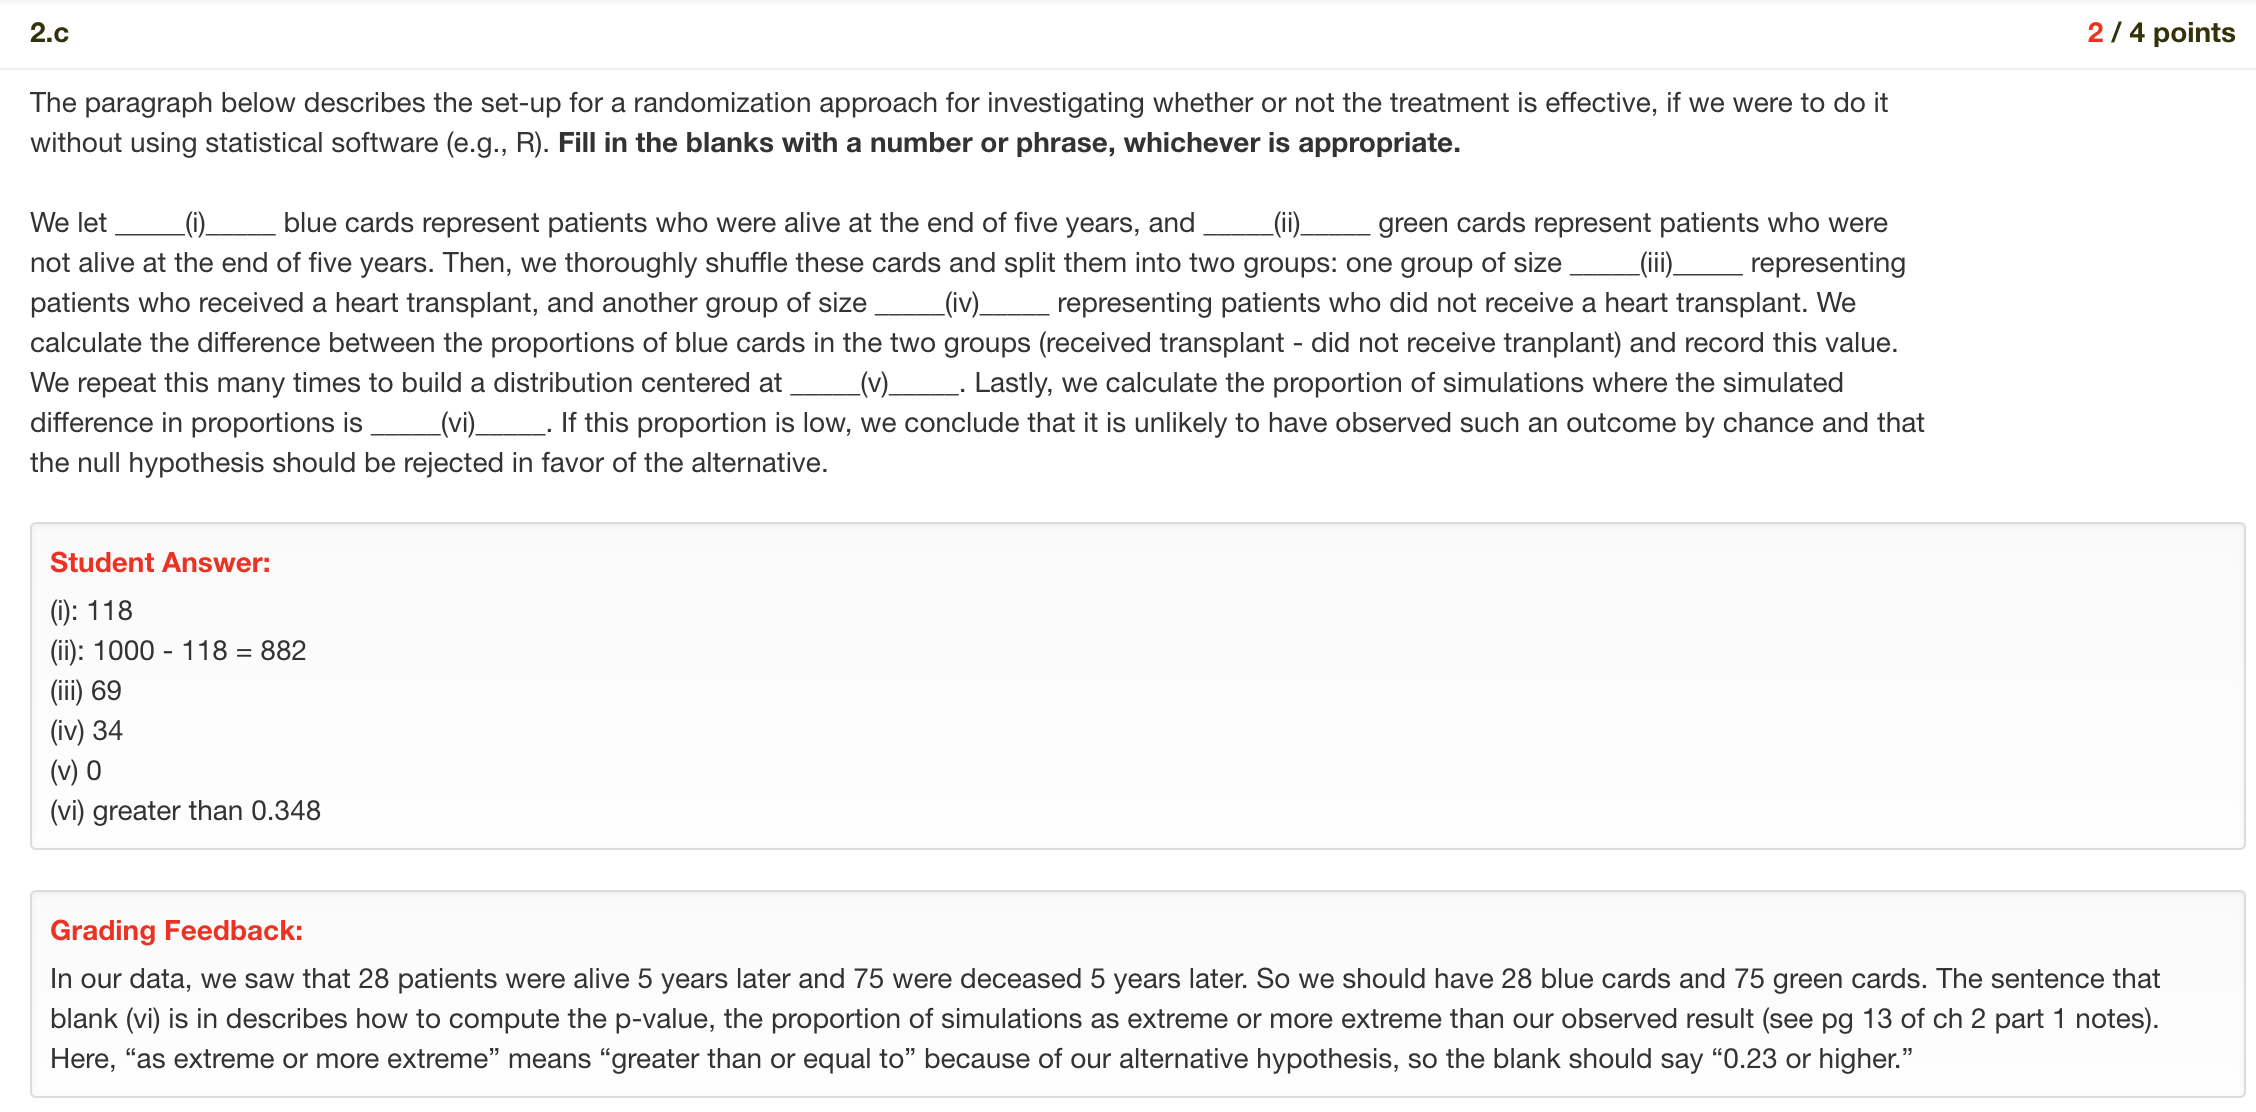 2.c
2 / 4 points
The paragraph below describes the set-up for a randomization approach for investigating whether or not the treatment is effective, if we were to do it
without using statistical software (e.g., R). Fill in the blanks with a number or phrase, whichever is appropriate.
We let _____(i)_____ blue cards represent patients who were alive at the end of five years, and _____(ii)_____ green cards represent patients who were
not alive at the end of five years. Then, we thoroughly shuffle these cards and split them into two groups: one group of size _____(iii)_____ representing
patients who received a heart transplant, and another group of size _____(iv)_____ representing patients who did not receive a heart transplant. We
calculate the difference between the proportions of blue cards in the two groups (received transplant - did not receive tranplant) and record this value.
We repeat this many times to build a distribution centered at _____(v)_____. Lastly, we calculate the proportion of simulations where the simulated
difference in proportions is _____(vi)_____. If this proportion is low, we conclude that it is unlikely to have observed such an outcome by chance and that
the null hypothesis should be rejected in favor of the alternative.
Student Answer:
(i): 118
(ii): 1000 - 118 = 882
(iii) 69
(iv) 34
(v) 0
(vi) greater than 0.348
Grading Feedback:
In our data, we saw that 28 patients were alive 5 years later and 75 were deceased 5 years later. So we should have 28 blue cards and 75 green cards. The sentence that
blank (vi) is in describes how to compute the p-value, the proportion of simulations as extreme or more extreme than our observed result (see pg 13 of ch 2 part 1 notes).
Here, “as extreme or more extreme” means “greater than or equal to” because of our alternative hypothesis, so the blank should say “0.23 or higher.”